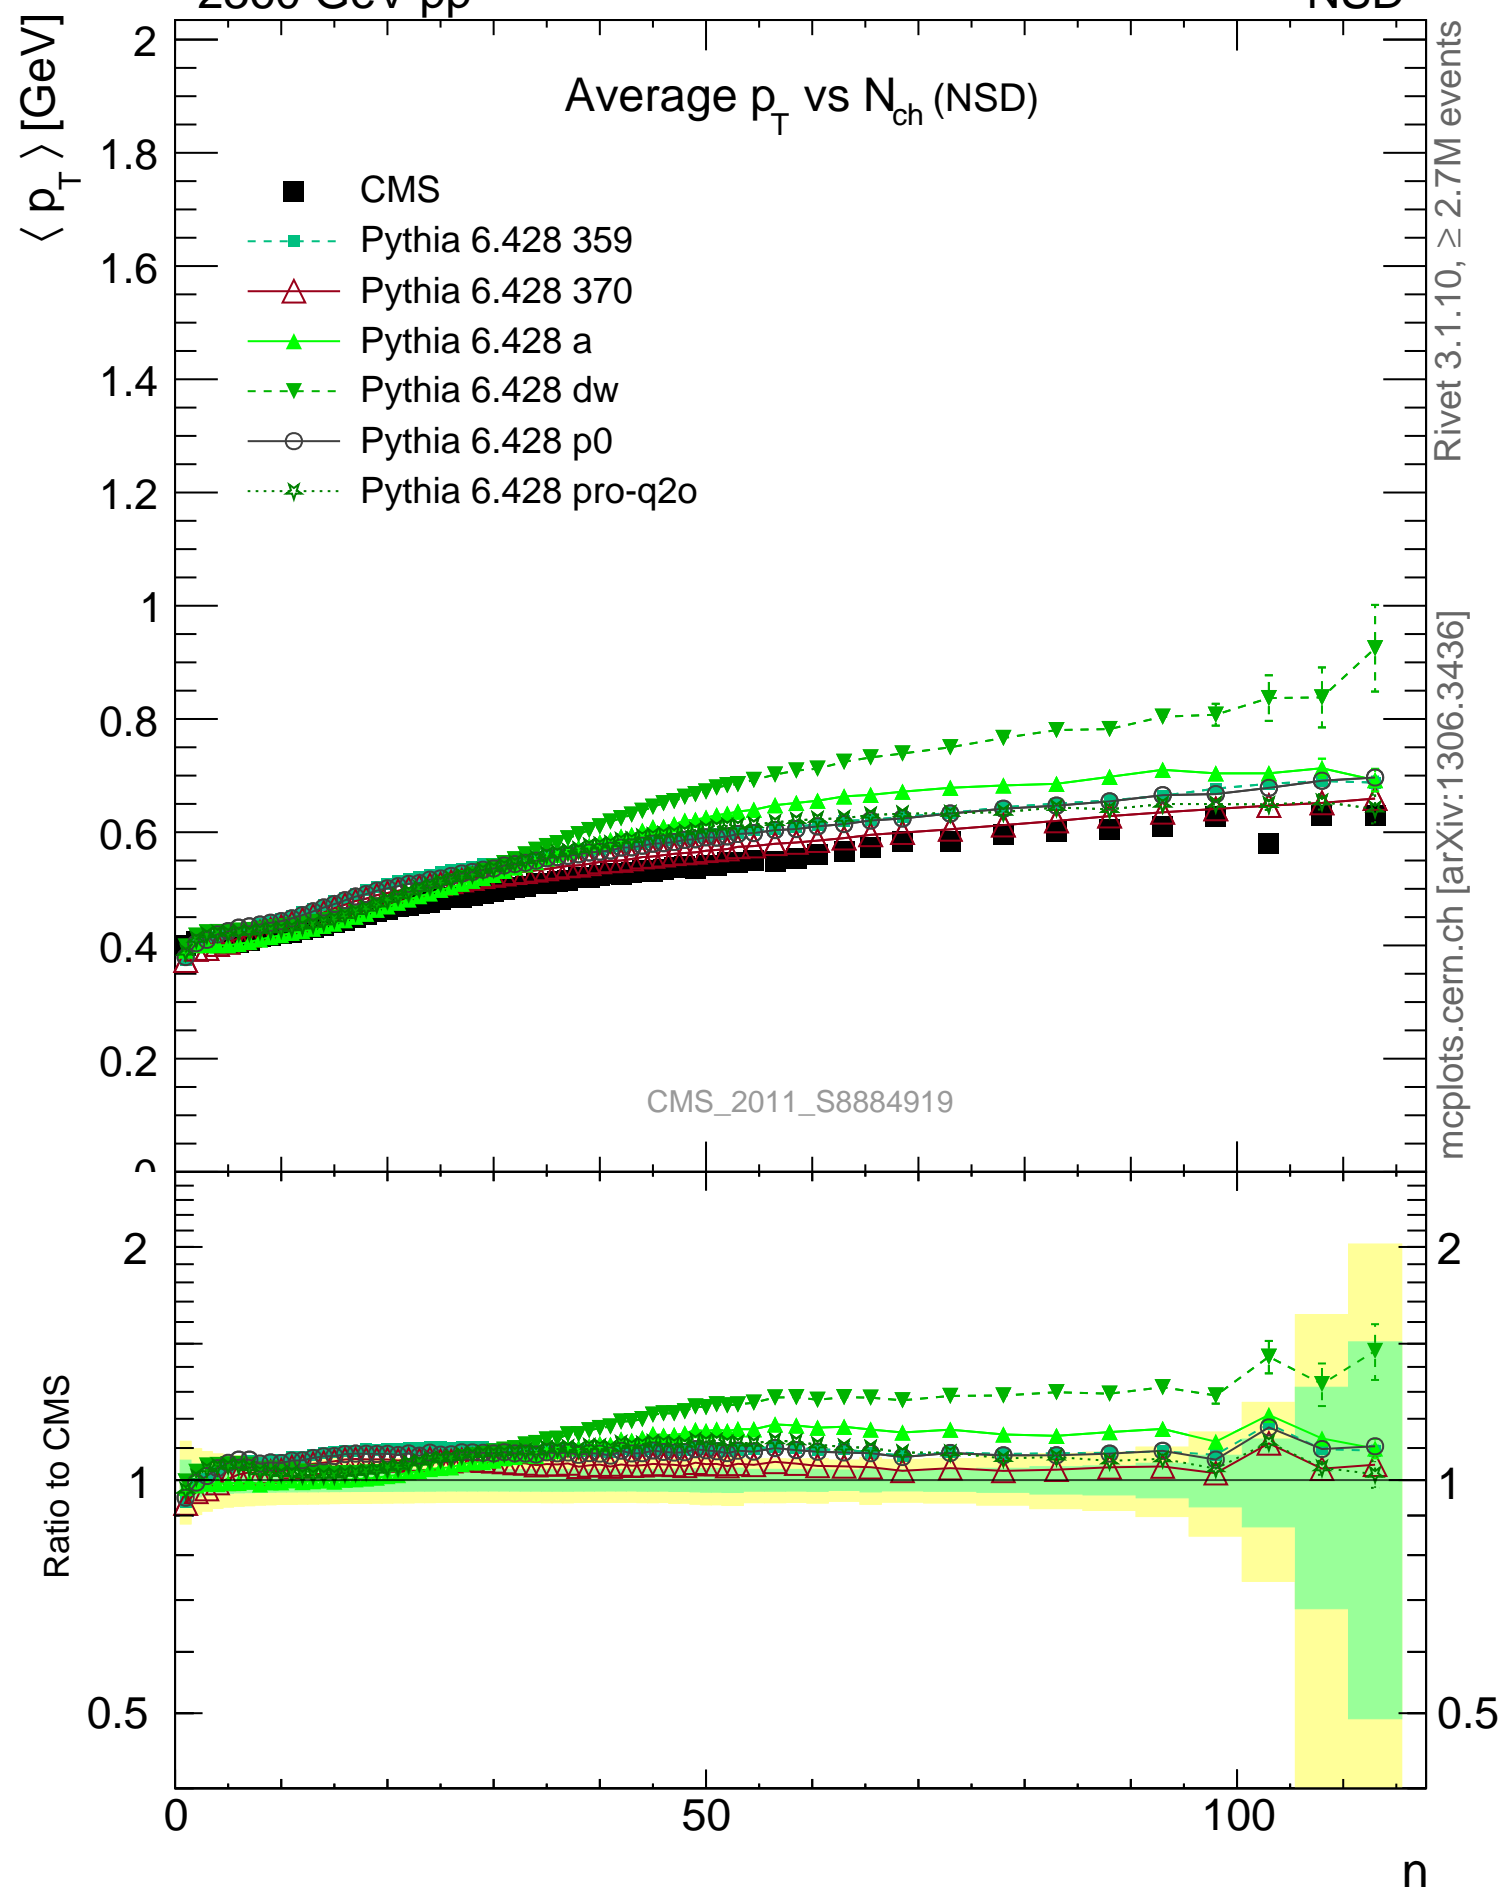 GeV pp
NSD
⟨ p_T ⟩ [GeV]
Average p_T vs N_ch (NSD)
CMS
Pythia 6.428 359
Pythia 6.428 370
Pythia 6.428 a
Pythia 6.428 dw
Pythia 6.428 p0
Pythia 6.428 pro-q2o
2
1.8
1.6
1.4
1.2
1
0.8
0.6
0.4
0.2
0
CMS_2011_S8884919
Rivet 3.1.10, ≥ 2.7M events
mcplots.cern.ch [arXiv:1306.3436]
Ratio to CMS
2
1
0.5
2
1
0.5
0
50
100
n